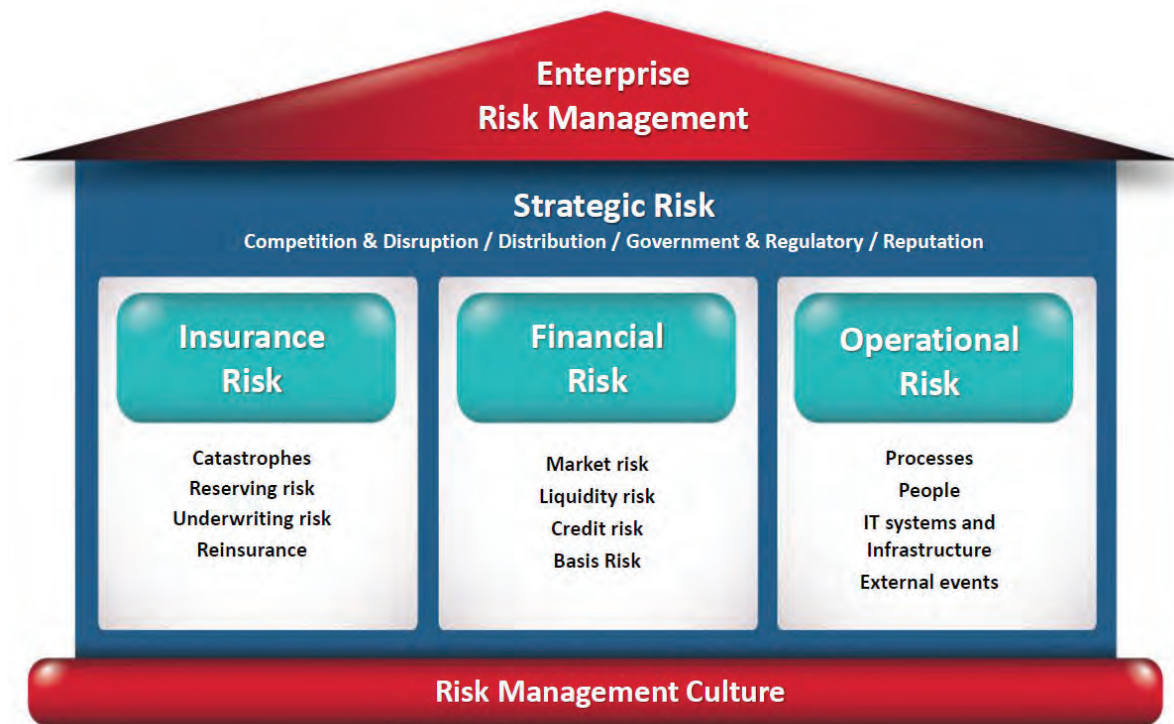 Enterprise
Risk Management
Strategic Risk
Competition & Disruption / Distribution / Government & Regulatory / Reputation
Insurance
Risk
Catastrophes
Reserving risk
Underwriting risk
Reinsurance
Financial
Risk
Market risk
Liquidity risk
Credit risk
Basis Risk
Operational
Risk
Processes
People
IT systems and
Infrastructure
External events
Risk Management Culture